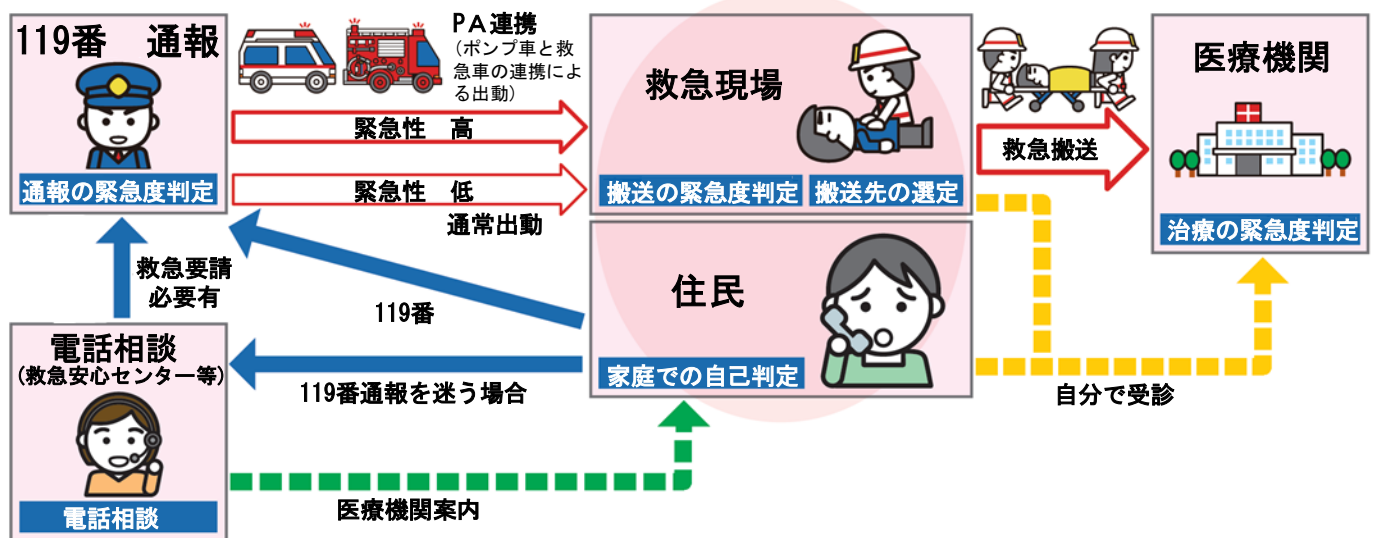 119番　通報
通報の緊急度判定
PA連携
（ポンプ車と救
急車の連携によ
る出動）
緊急性　高
緊急性　低
通常出動
救急現場
搬送の緊急度判定
搬送先の選定
救急搬送
医療機関
治療の緊急度判定
救急要請
必要有
119番
住民
家庭での自己判定
電話相談
（救急安心センター等）
電話相談
119番通報を迷う場合
自分で受診
医療機関案内